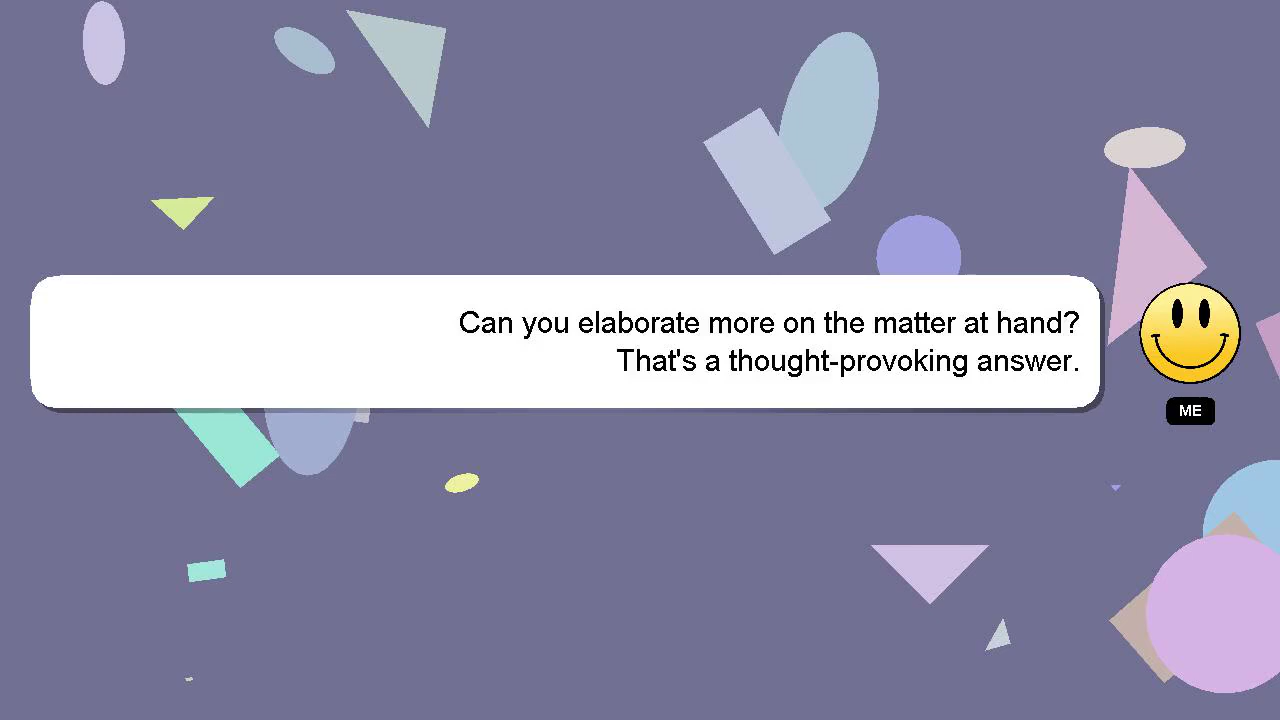 Can you elaborate more on the matter at hand?
That's a thought-provoking answer.
ME